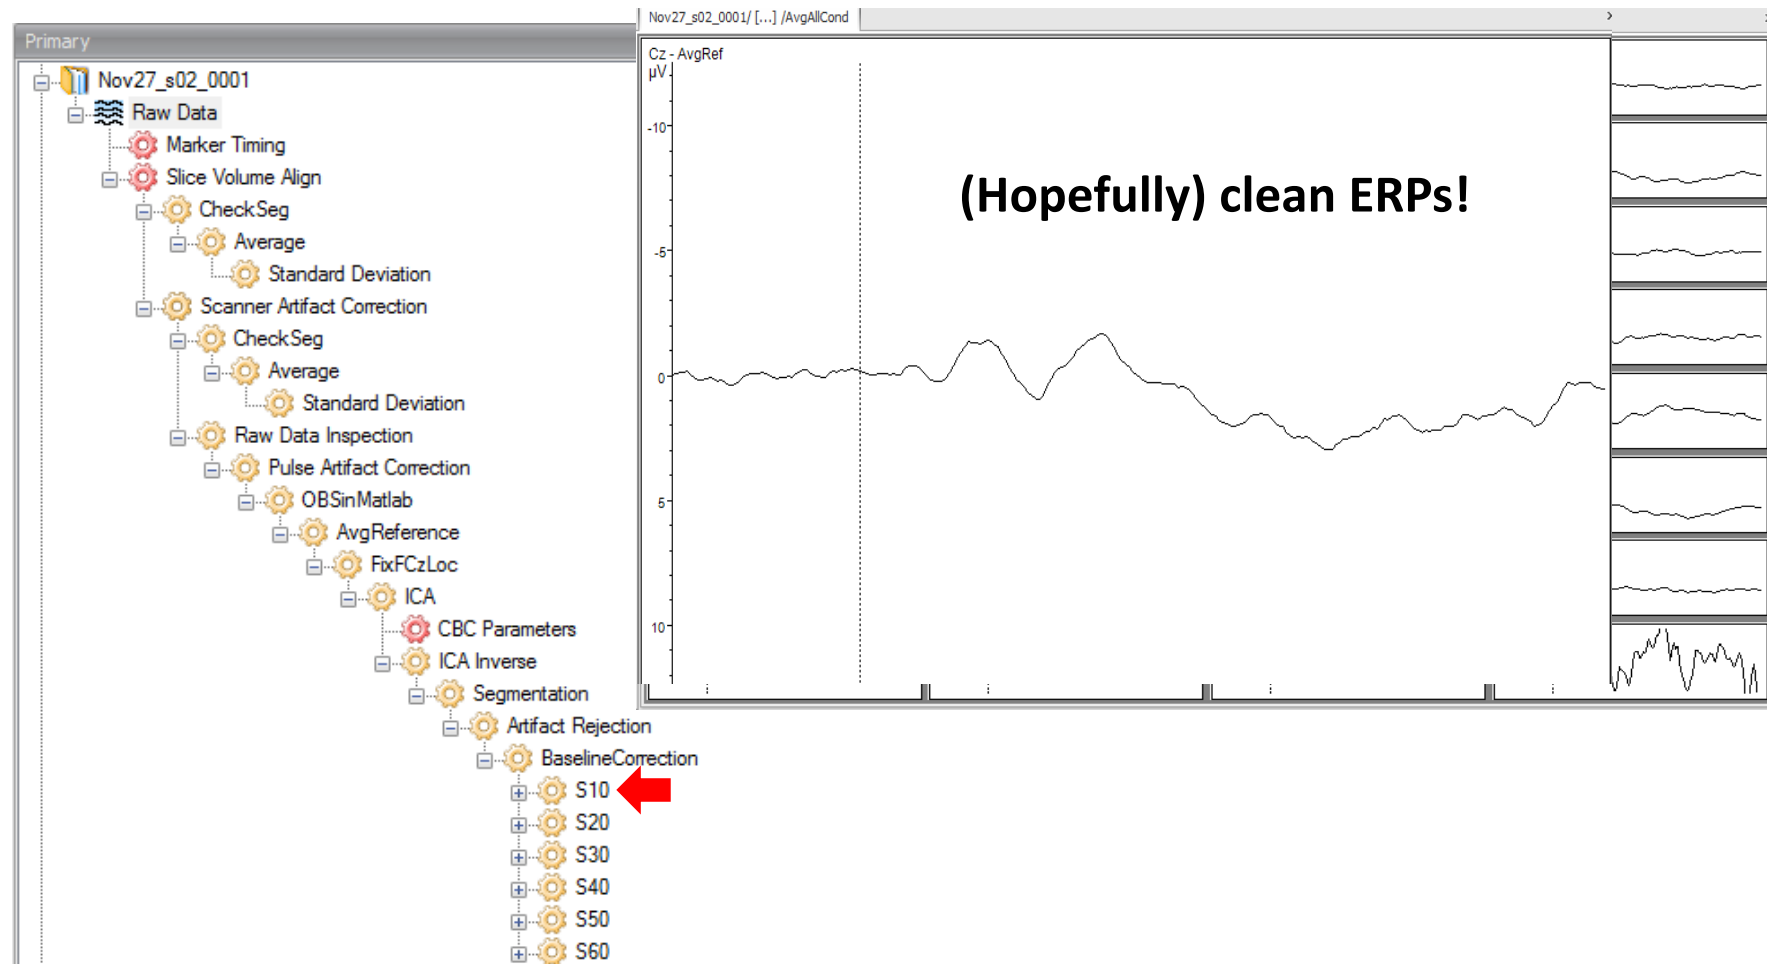 Primary
Nov27_s02_0001
Raw Data
Marker Timing
Slice Volume Align
CheckSeg
Average
Standard Deviation
Scanner Artifact Correction
CheckSeg
Average
Standard Deviation
Raw Data Inspection
Pulse Artifact Correction
OBSinMatlab
AvgReference
FixFCzLoc
ICA
CBC Parameters
ICA Inverse
Segmentation
Artifact Rejection
BaselineCorrection
S10
S20
S30
S40
S50
S60
Nov27_s02_0001/ [...] /AvgAllCond
Cz - AvgRef
µV
-10
-5
0
5
10
(Hopefully) clean ERPs!